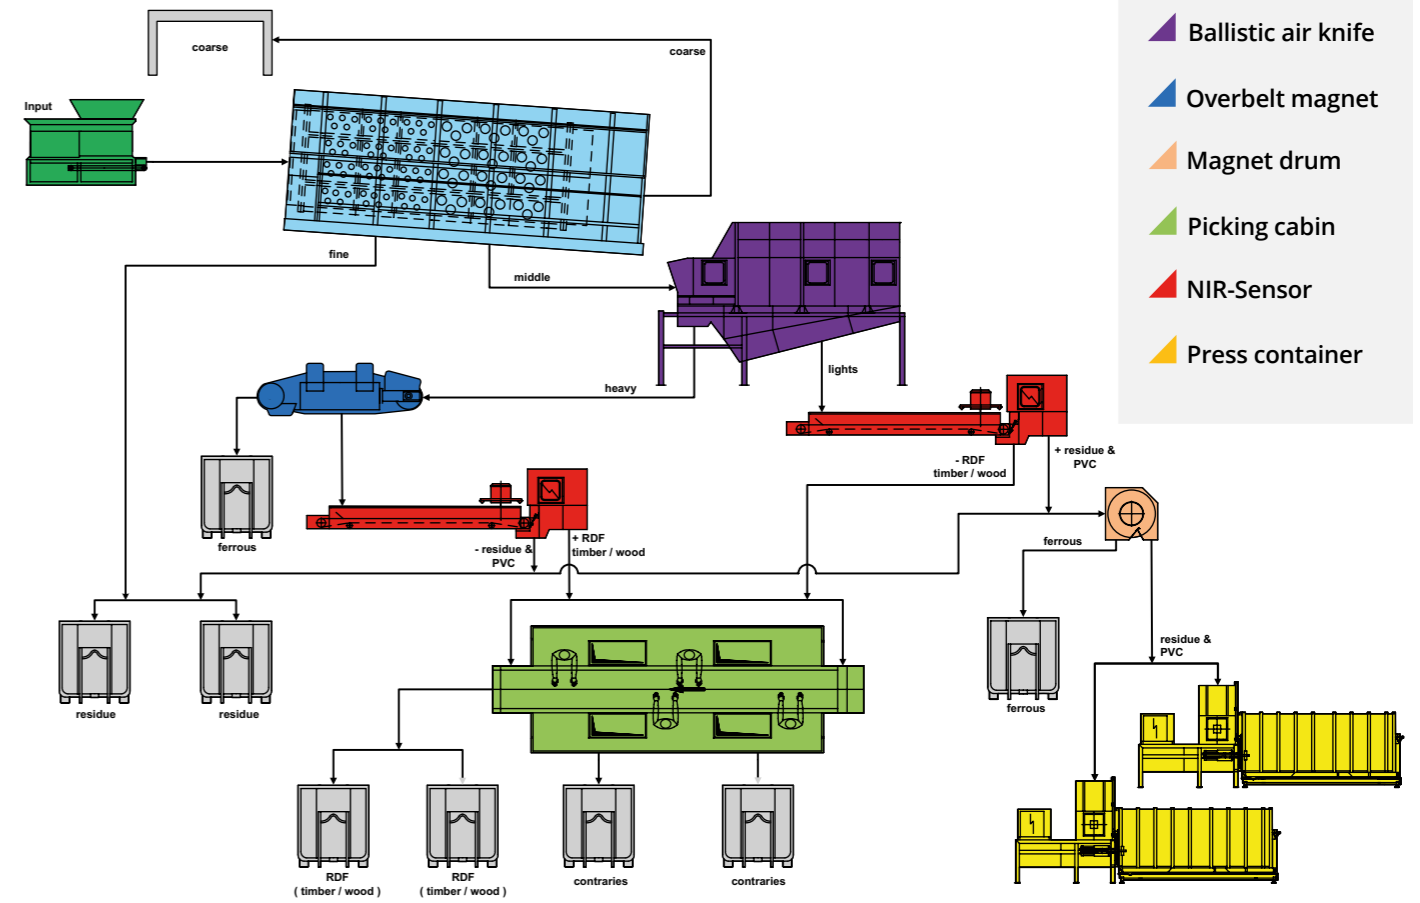 coarse
coarse
Input
Ballistic air knife
Overbelt magnet
Magnet drum
Picking cabin
NIR-Sensor
Press container
fine
middle
heavy
lights
- RDF
timber / wood
+ residue &
PVC
ferrous
- residue &
PVC
+ RDF
timber / wood
ferrous
residue &
PVC
residue
residue
ferrous
RDF
( timber / wood )
RDF
( timber / wood )
contraries
contraries